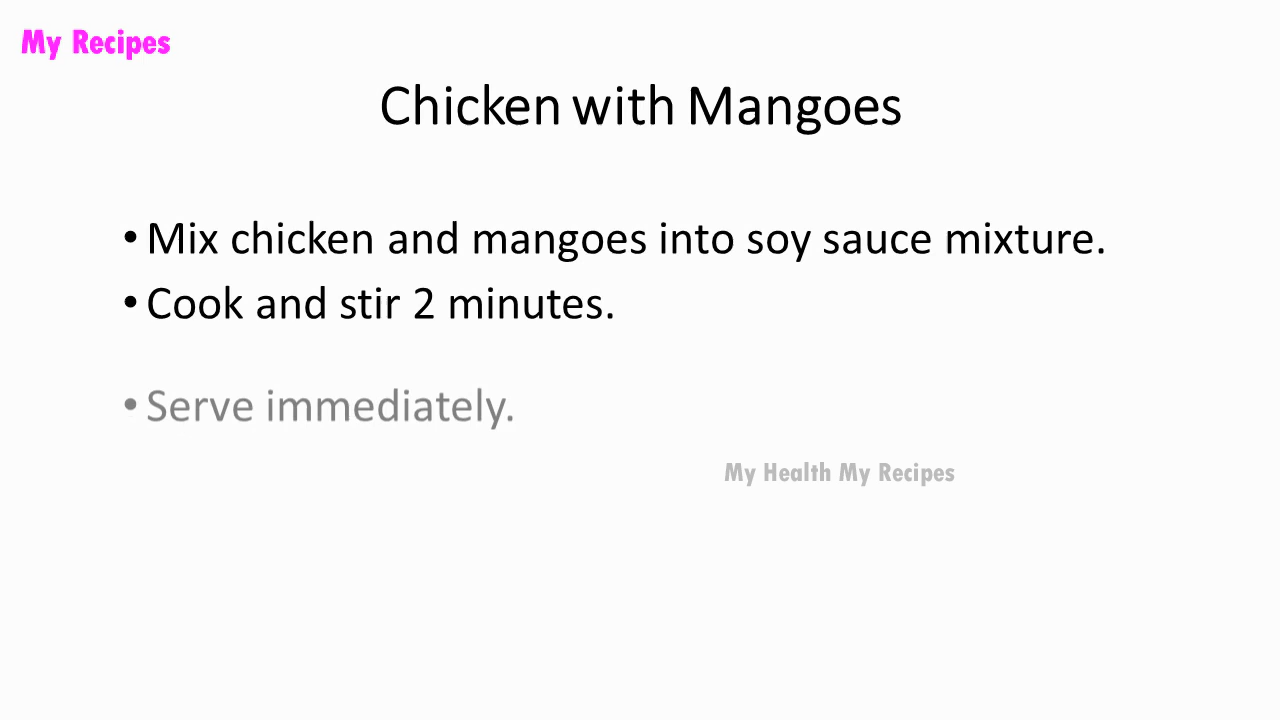 My Recipes
Chicken with Mangoes
• Mix chicken and mangoes into soy sauce mixture.
• Cook and stir 2 minutes.
• Serve immediately.
My Health My Recipes